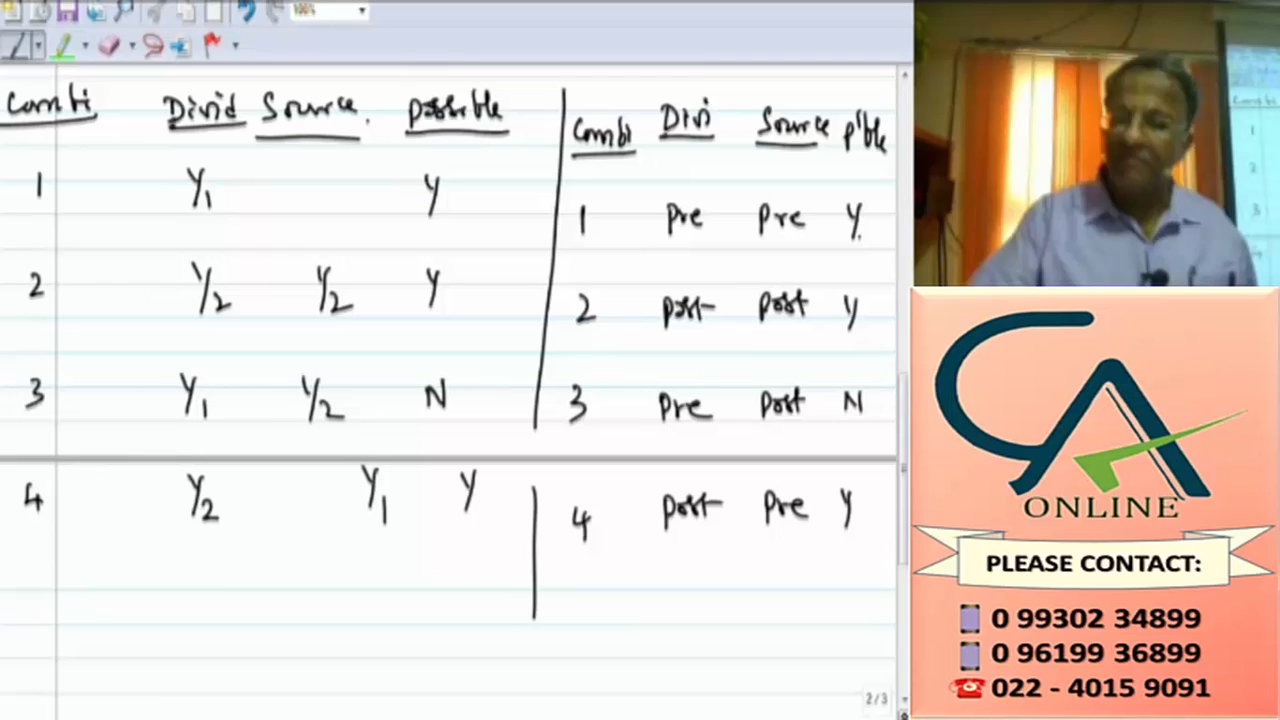 100%
Combi Divid Source. possible
1 Y1 Y
2 Y2 Y2 Y
3 Y1 Y2 N
4 Y2 Y1 Y
Combi Divi Source p'ble
1 pre pre Y.
2 post post Y
3 pre post N
4 post pre Y
2/3
CA
ONLINE
PLEASE CONTACT:
0 99302 34899
0 96199 36899
022 - 4015 9091